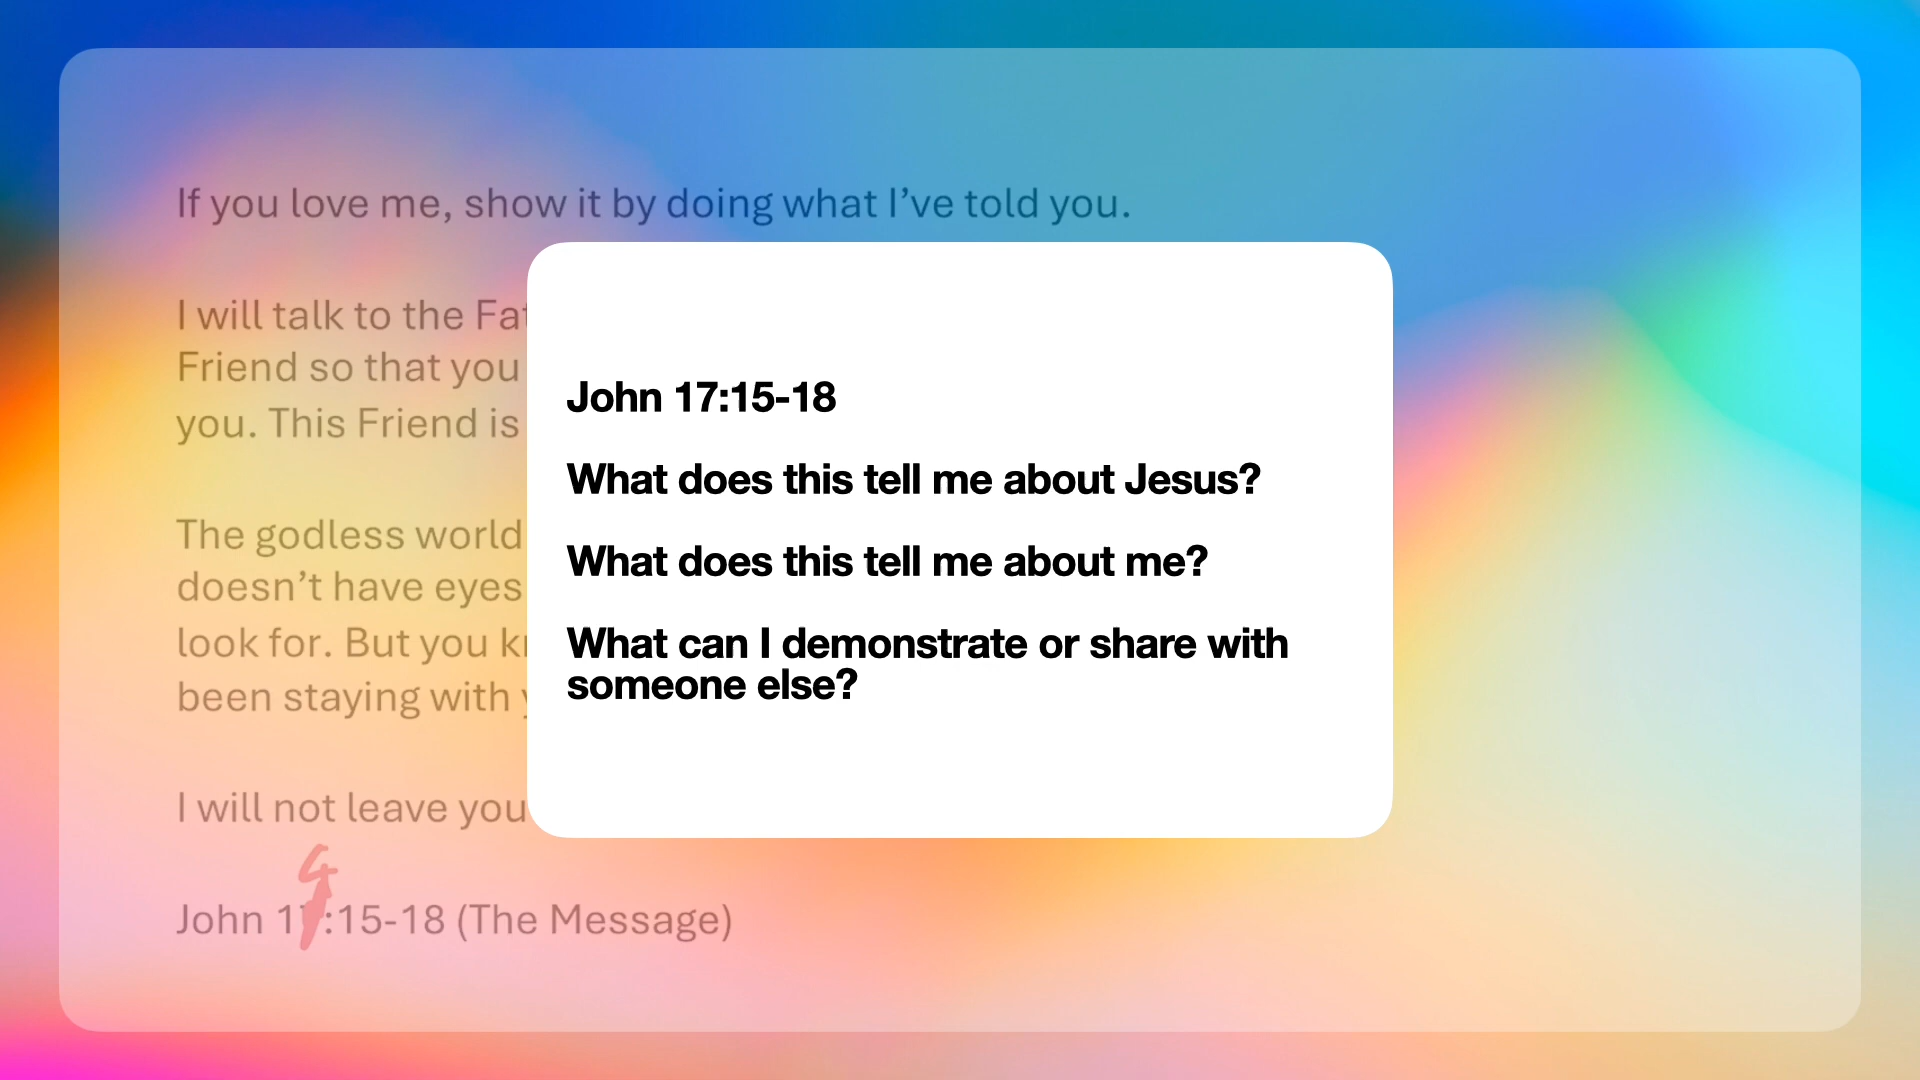 If you love me, show it by doing what I've told you.
I will talk to the
Friend so that you
you. This Friend is
The godless world
doesn't have eyes
look for. But you
been staying with
I will not leave you
4
John 17:15-18 (The Message)
John 17:15-18
What does this tell me about Jesus?
What does this tell me about me?
What can I demonstrate or share with
someone else?